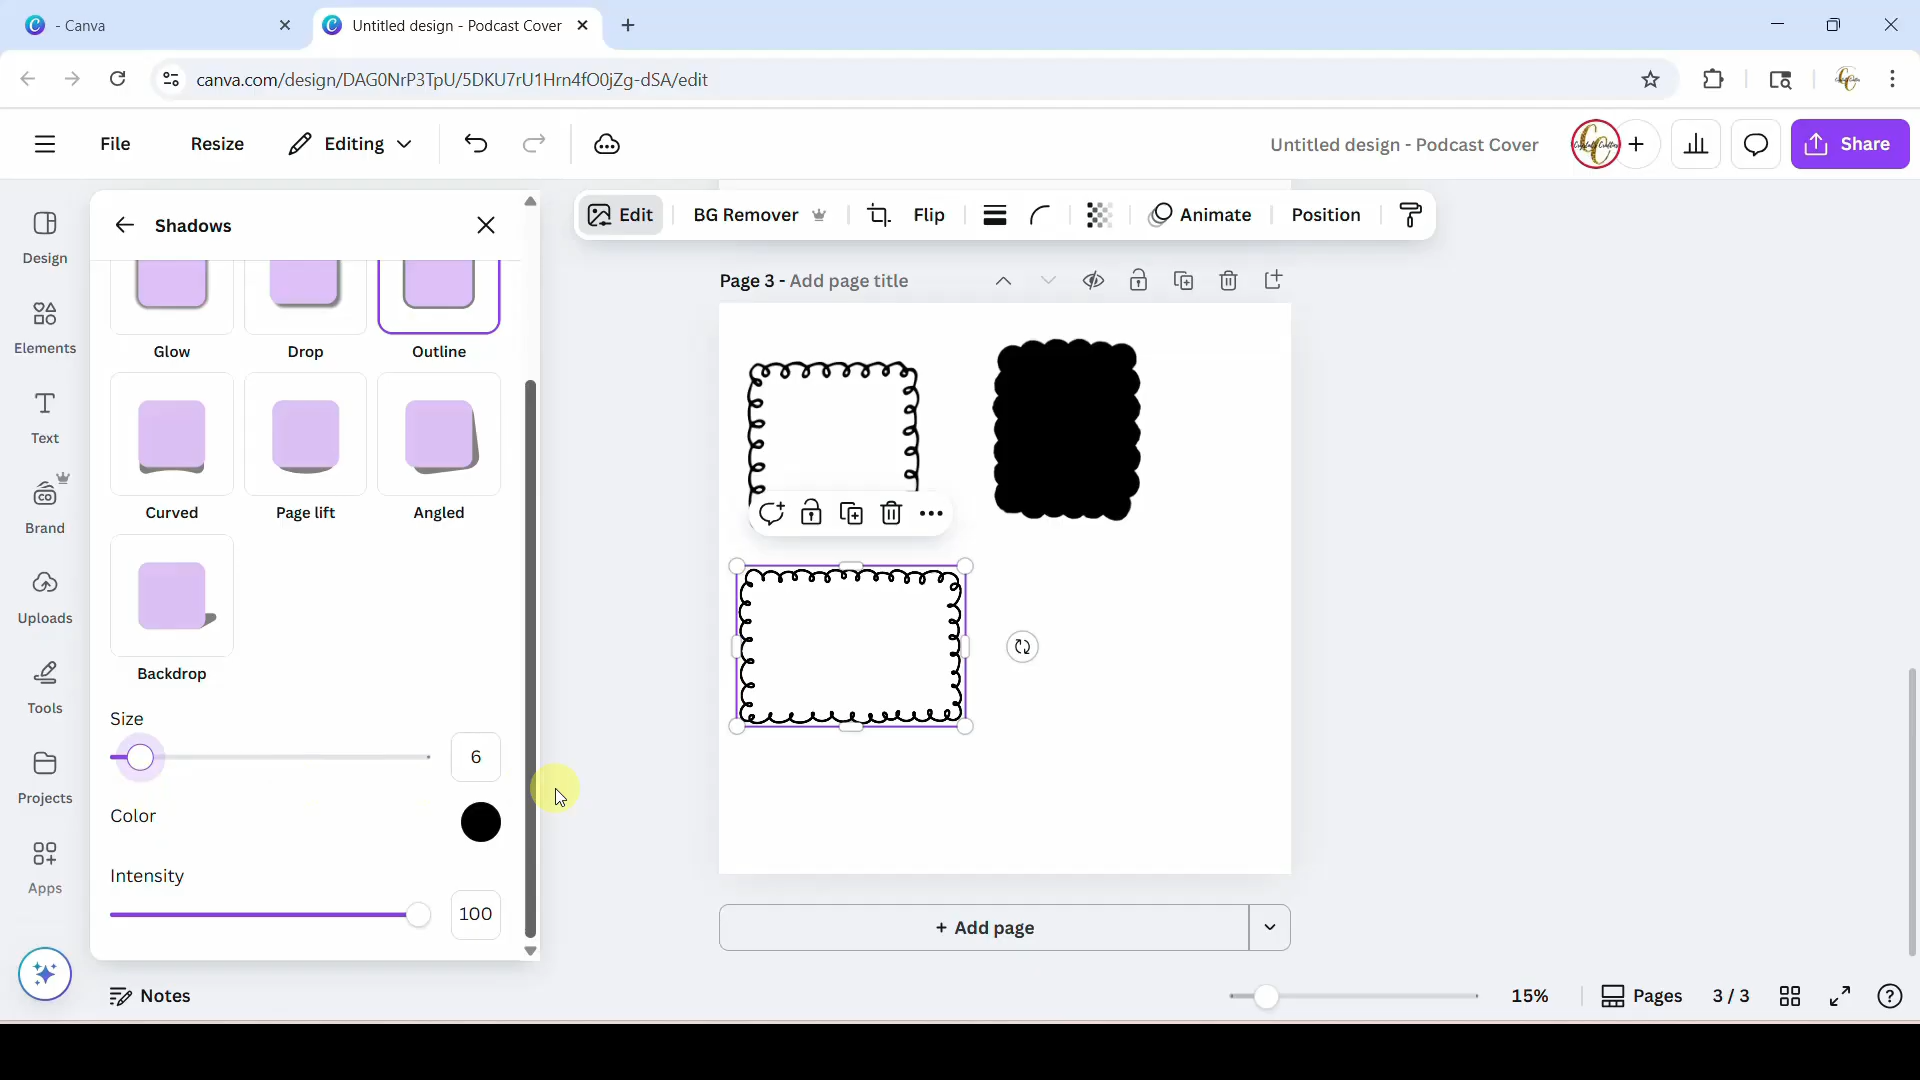 - Canva
Untitled design - Podcast Cover
canva.com/design/DAG0NrP3TpU/5DKU7rU1Hrn4fO0jZg-dSA/edit
File
Resize
Editing
Untitled design - Podcast Cover
Share
Design
Elements
Text
Brand
Uploads
Tools
Projects
Apps
Shadows
Glow
Drop
Outline
Curved
Page lift
Angled
Backdrop
Size
6
Color
Intensity
100
Edit
BG Remover
Flip
Animate
Position
Page 3 - Add page title
+ Add page
Notes
15%
Pages
3 / 3